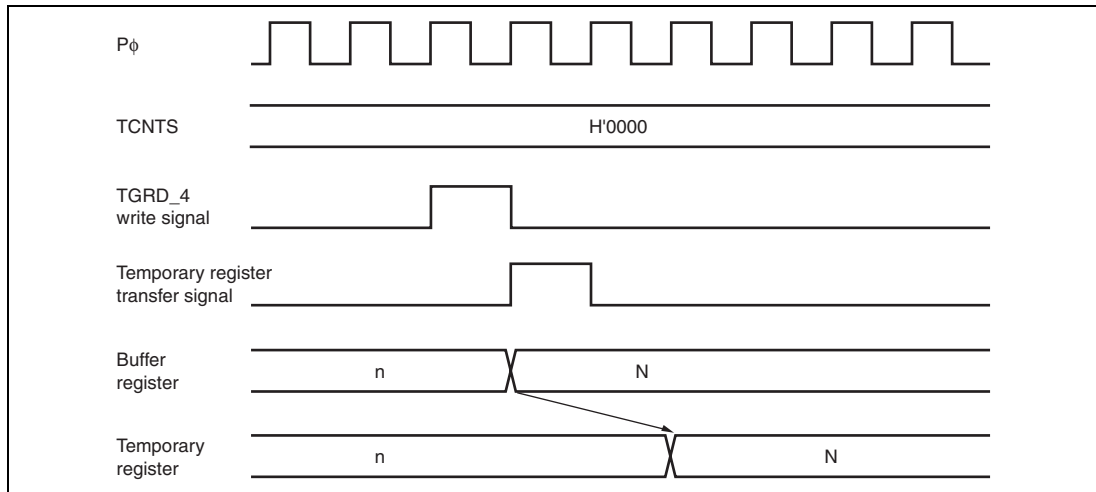 Pϕ
TCNTS
H'0000
TGRD_4
write signal
Temporary register
transfer signal
Buffer
register
n
N
Temporary
register
n
N